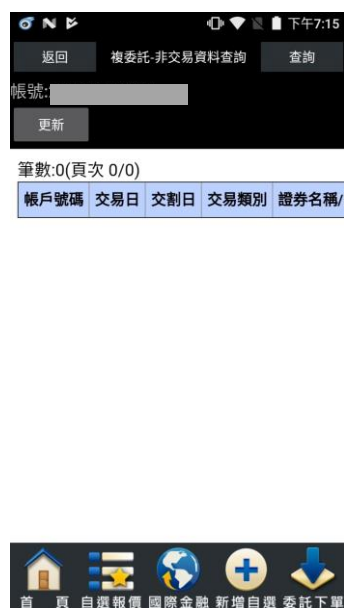 下午7:15
返回 複委託-非交易資料查詢 查詢
帳號:
更新
筆數:0(頁次 0/0)
帳戶號碼 交易日 交割日 交易類別 證券名稱/
首 頁 自選報價 國際金融 新增自選 委託下單